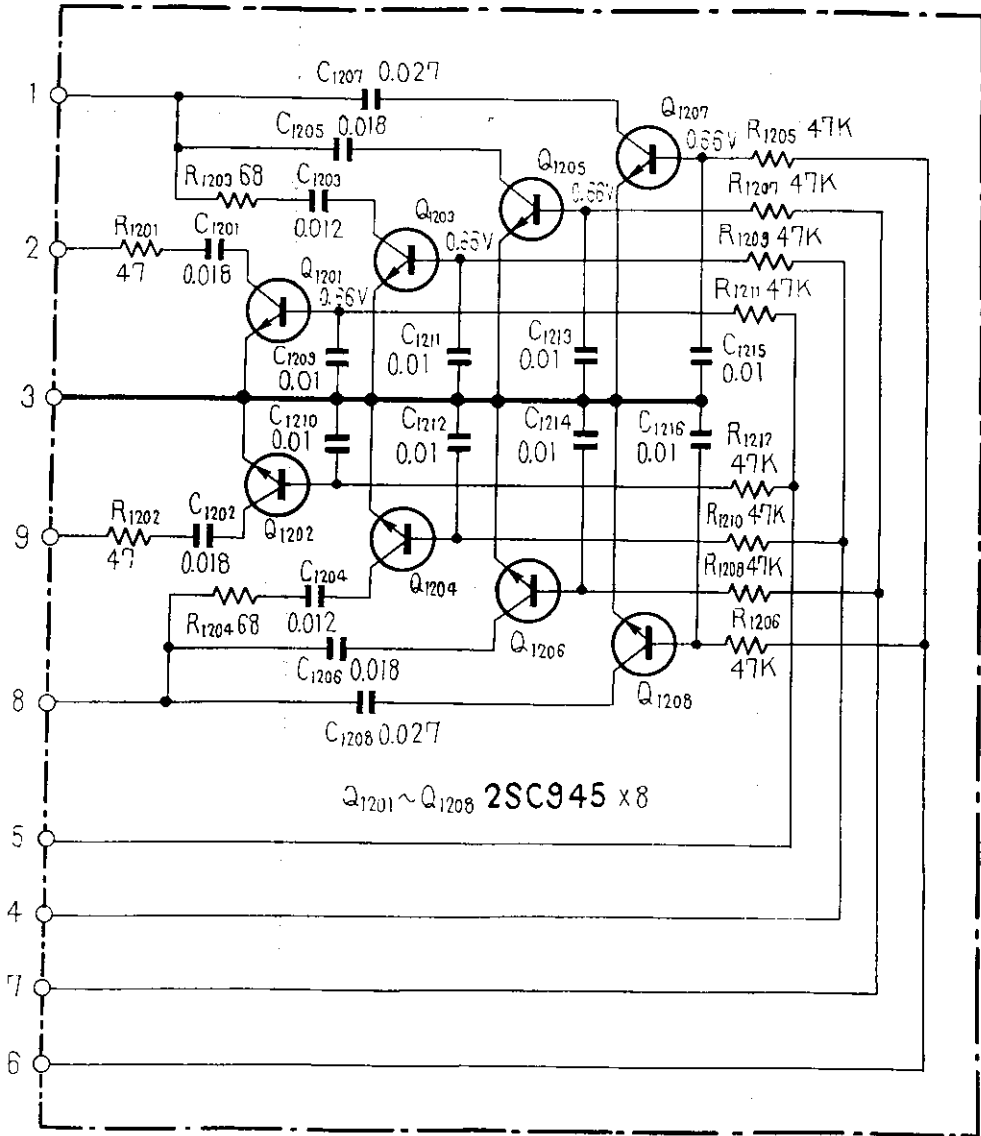 C1207 0.027
1
Q1207
C1205 0.018
0.66V
R1205 47K
Q1205
R1203 68
C1203
0.012
0.66V
R1207 47K
Q1203
0.66V
R1209 47K
2
R1201
47
C1201
0.018
Q1201
0.66V
R1211 47K
C1209
0.01
C1211
0.01
C1213
0.01
C1215
0.01
3
C1210
0.01
C1212
0.01
C1214
0.01
C1216
0.01
R1217
47K
9
R1202
47
C1202
0.018
Q1202
R1210 47K
C1204
0.012
Q1204
R1208 47K
R1204 68
Q1206
R1206
47K
C1206 0.018
Q1208
8
C1208 0.027
Q1201~Q1208 2SC945 x8
5
4
7
6